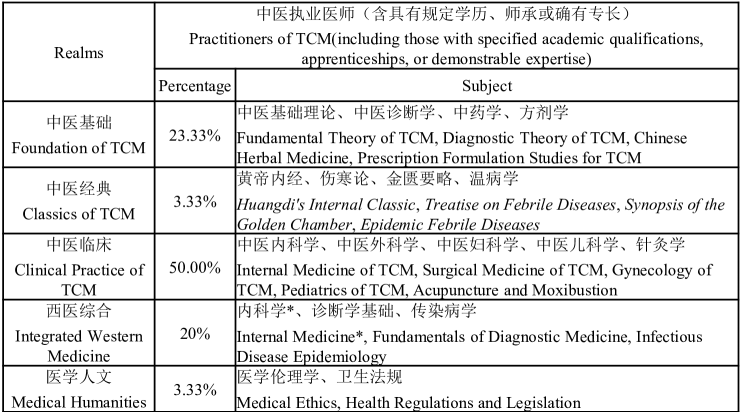 Realms
中医执业医师（含具有规定学历、师承或确有专长）
Practitioners of TCM(including those with specified academic qualifications,
apprenticeships, or demonstrable expertise)
Percentage
Subject
中医基础
Foundation of TCM
23.33%
中医基础理论、中医诊断学、中药学、方剂学
Fundamental Theory of TCM, Diagnostic Theory of TCM, Chinese
Herbal Medicine, Prescription Formulation Studies for TCM
中医经典
Classics of TCM
3.33%
黄帝内经、伤寒论、金匮要略、温病学
Huangdi's Internal Classic, Treatise on Febrile Diseases, Synopsis of the
Golden Chamber, Epidemic Febrile Diseases
中医临床
Clinical Practice of
TCM
50.00%
中医内科学、中医外科学、中医妇科学、中医儿科学、针灸学
Internal Medicine of TCM, Surgical Medicine of TCM, Gynecology of
TCM, Pediatrics of TCM, Acupuncture and Moxibustion
西医综合
Integrated Western
Medicine
20%
内科学*、诊断学基础、传染病学
Internal Medicine*, Fundamentals of Diagnostic Medicine, Infectious
Disease Epidemiology
医学人文
Medical Humanities
3.33%
医学伦理学、卫生法规
Medical Ethics, Health Regulations and Legislation